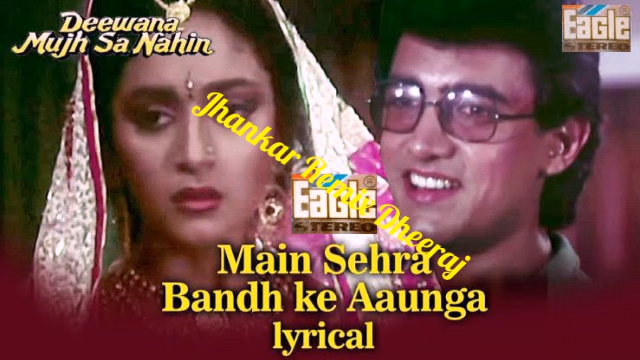 Deewana
Mujh Sa Nahin
Eagle®
STEREO
Jhankar Remix Dheeraj
Eagle®
STEREO
Main Sehra
Bandh ke Aaunga
lyrical